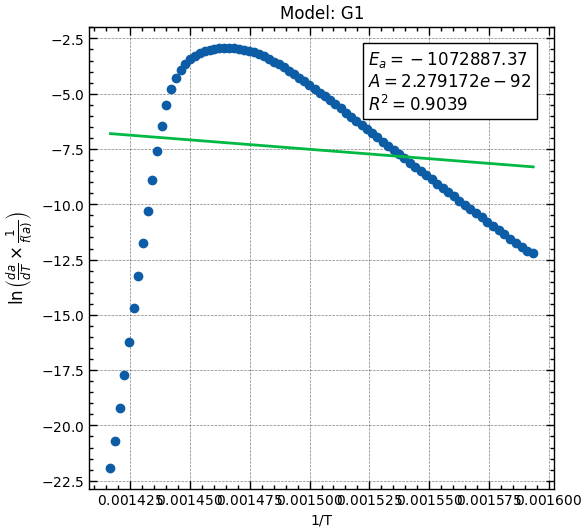 Model: G1
E_a = −1072887.37
A = 2.279172e − 92
R^2 = 0.9039
ln(da/dT × 1/f(a))
-2.5
-5.0
-7.5
-10.0
-12.5
-15.0
-17.5
-20.0
-22.5
0.001425 0.001450 0.001475 0.001500 0.001525 0.001550 0.001575 0.001600
1/T